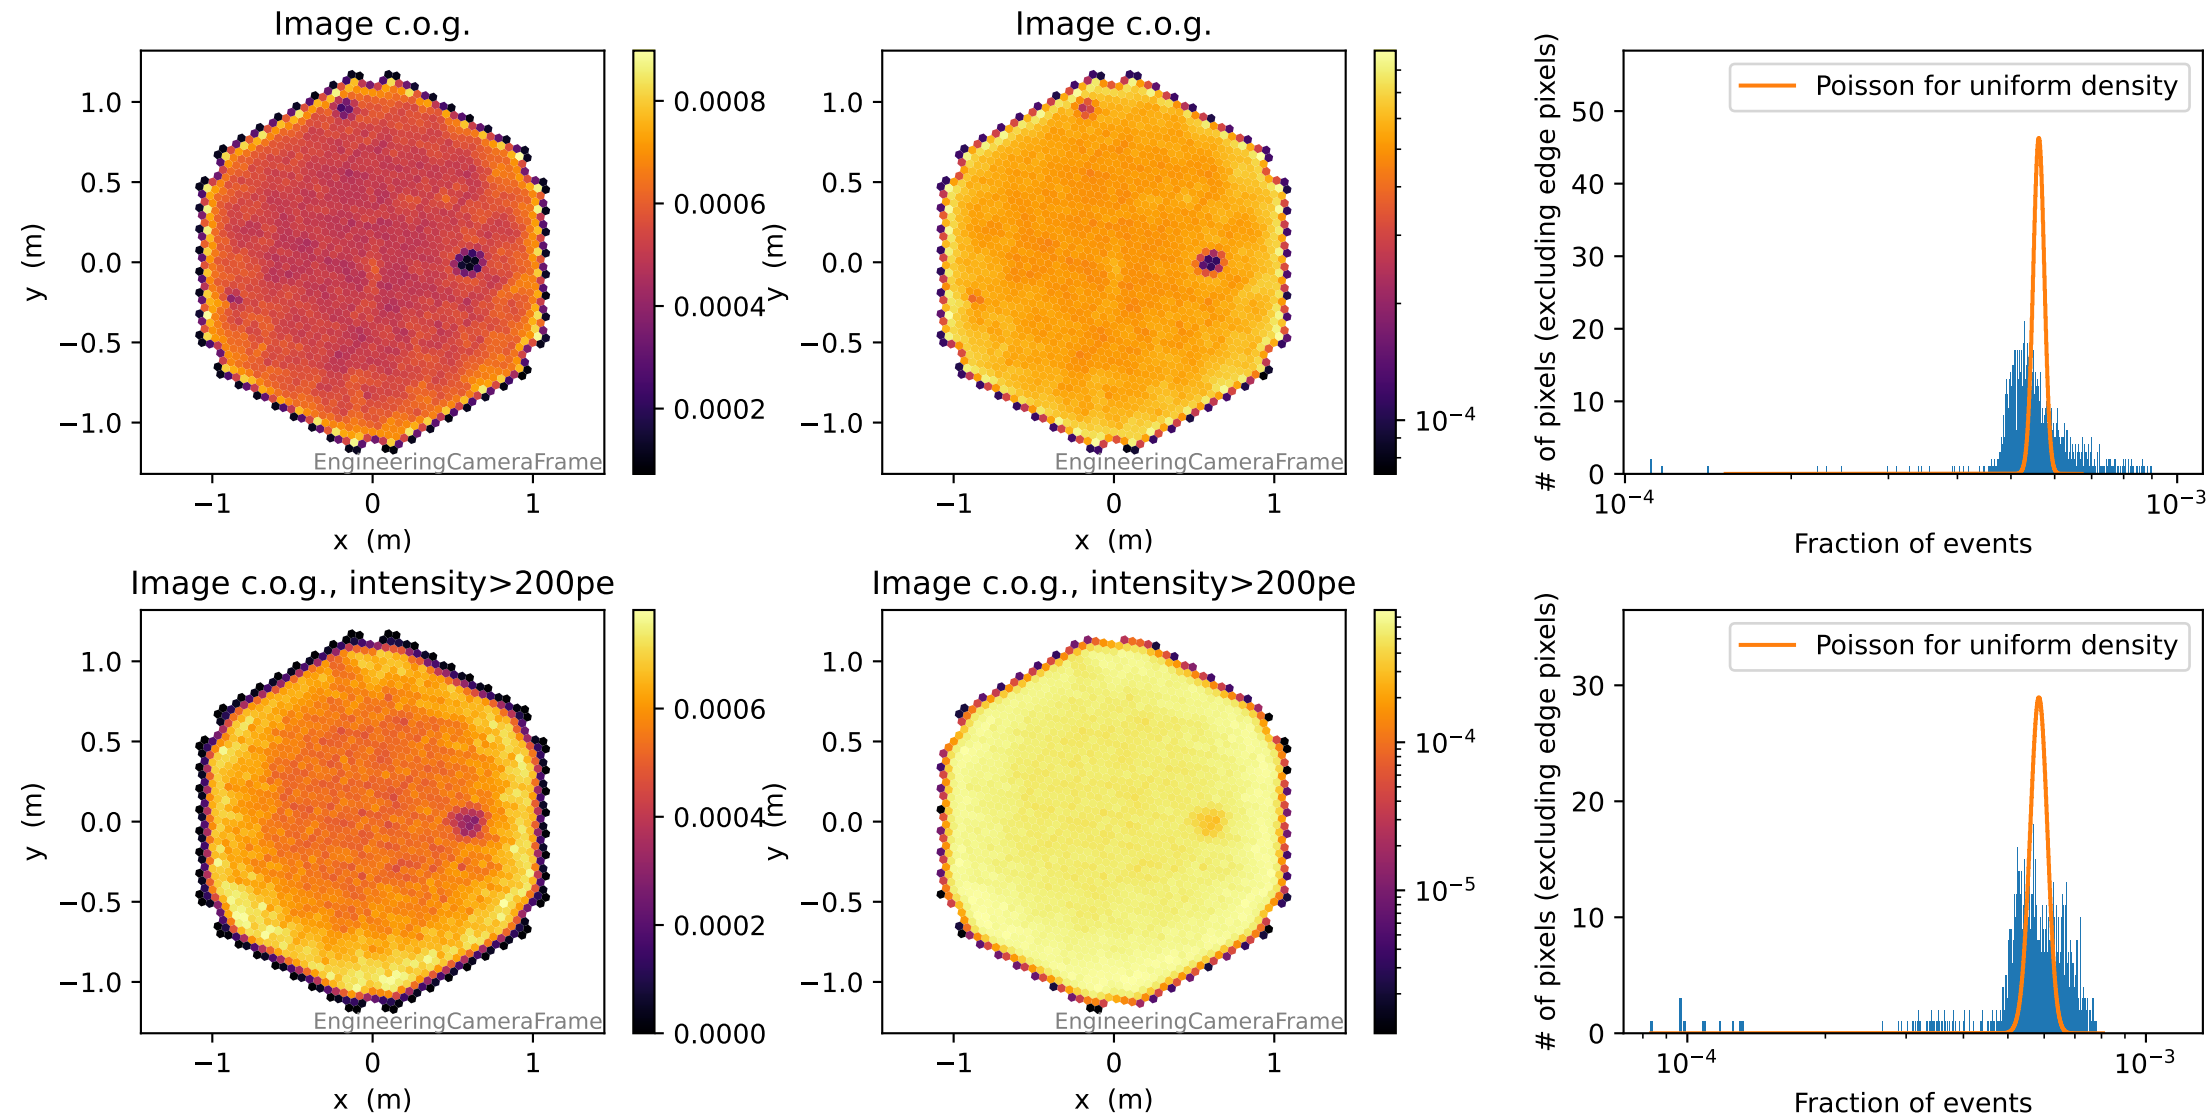 Image c.o.g.
1.0
0.5
0.0
−0.5
−1.0
y (m)
−1 0 1
x (m)
EngineeringCameraFrame
0.0008
0.0006
0.0004
0.0002
Image c.o.g.
1.0
0.5
0.0
−0.5
−1.0
y (m)
−1 0 1
x (m)
EngineeringCameraFrame
10⁻⁴
Poisson for uniform density
# of pixels (excluding edge pixels)
50
40
30
20
10
0
10⁻⁴ 10⁻³
Fraction of events
Image c.o.g., intensity>200pe
1.0
0.5
0.0
−0.5
−1.0
y (m)
−1 0 1
x (m)
EngineeringCameraFrame
0.0006
0.0004
0.0002
0.0000
Image c.o.g., intensity>200pe
1.0
0.5
0.0
−0.5
−1.0
y (m)
−1 0 1
x (m)
EngineeringCameraFrame
10⁻⁴
10⁻⁵
Poisson for uniform density
# of pixels (excluding edge pixels)
30
20
10
0
10⁻⁴ 10⁻³
Fraction of events